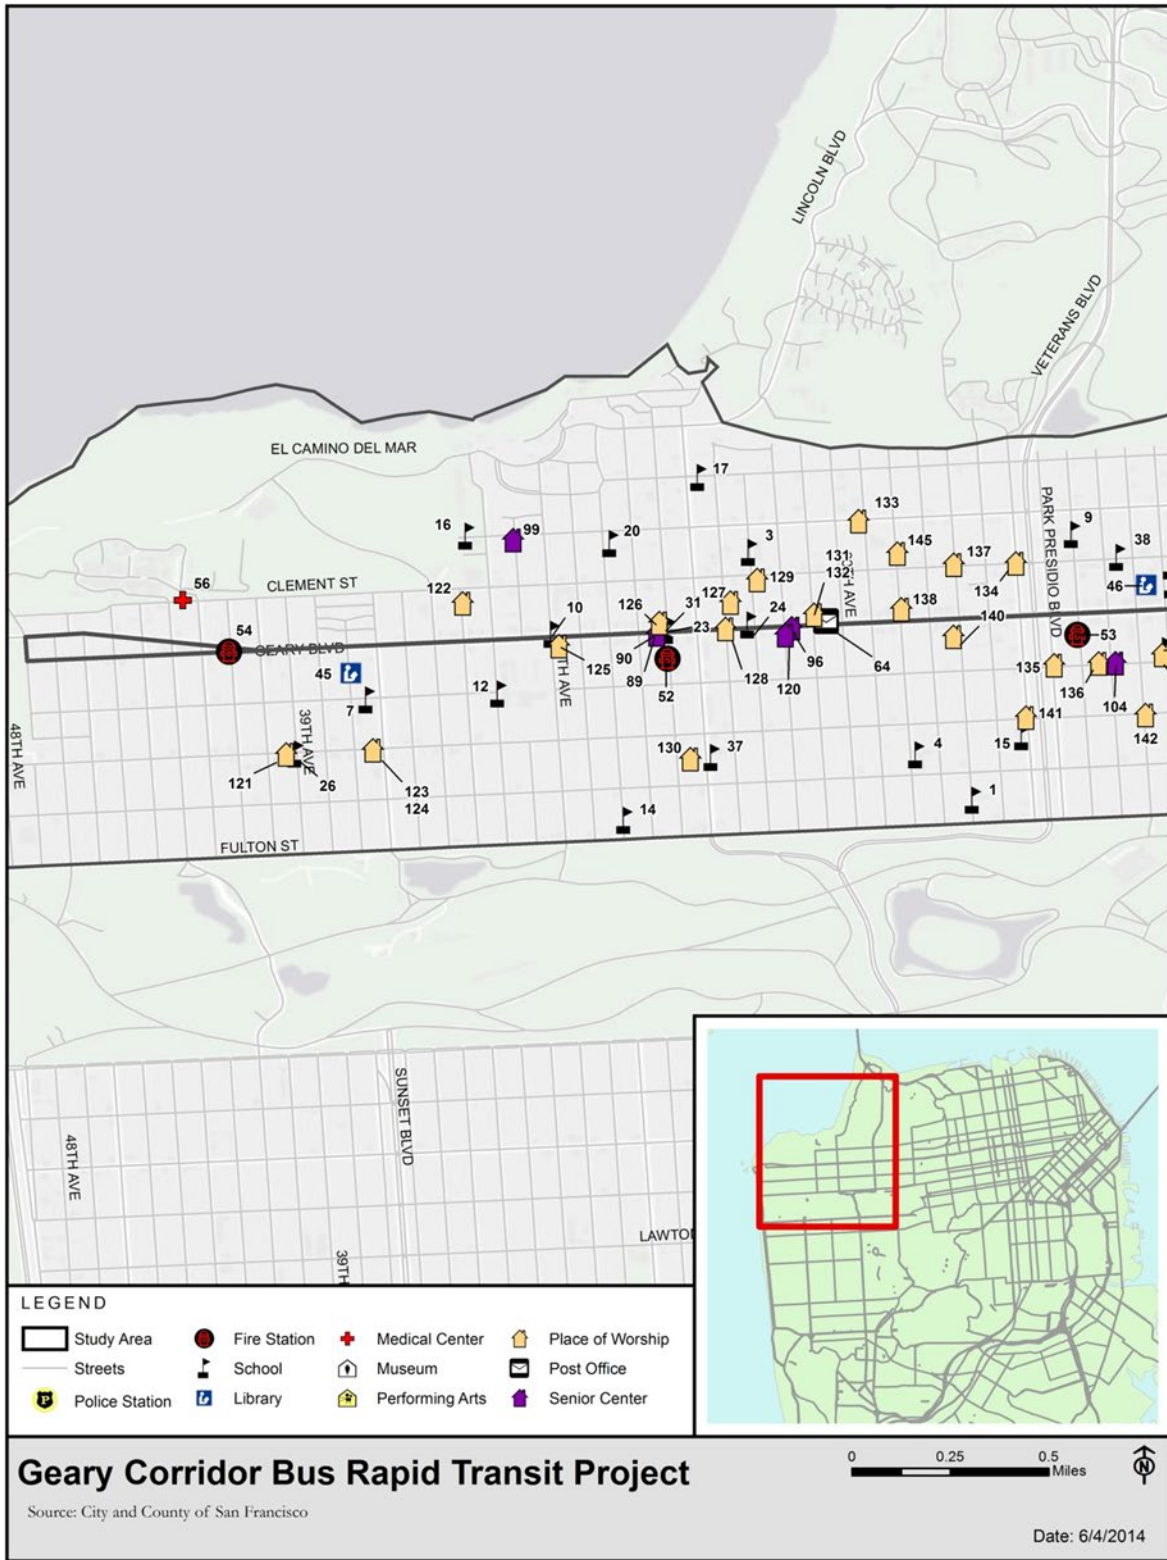 LINCOLN BLVD
VETERANS BLVD
EL CAMINO DEL MAR
17
133
PARK PRESIDIO BLVD
9
16
99
20
3
131
132
145
137
38
CLEMENT ST
56
122
10
126
31
127
129
24
138
134
46
54
GEARY BLVD
23
140
53
45
125
90
89
52
128
120
96
64
135
136
104
12
7
48TH AVE
39TH AVE
TH AVE
TH AVE
141
142
121
26
123
124
130
37
4
15
14
1
FULTON ST
SUNSET BLVD
48TH AVE
39TH
LAWTO
LEGEND
Study Area
Fire Station
Medical Center
Place of Worship
Streets
School
Museum
Post Office
Police Station
Library
Performing Arts
Senior Center
Geary Corridor Bus Rapid Transit Project
0 0.25 0.5
Miles
N
Source: City and County of San Francisco
Date: 6/4/2014